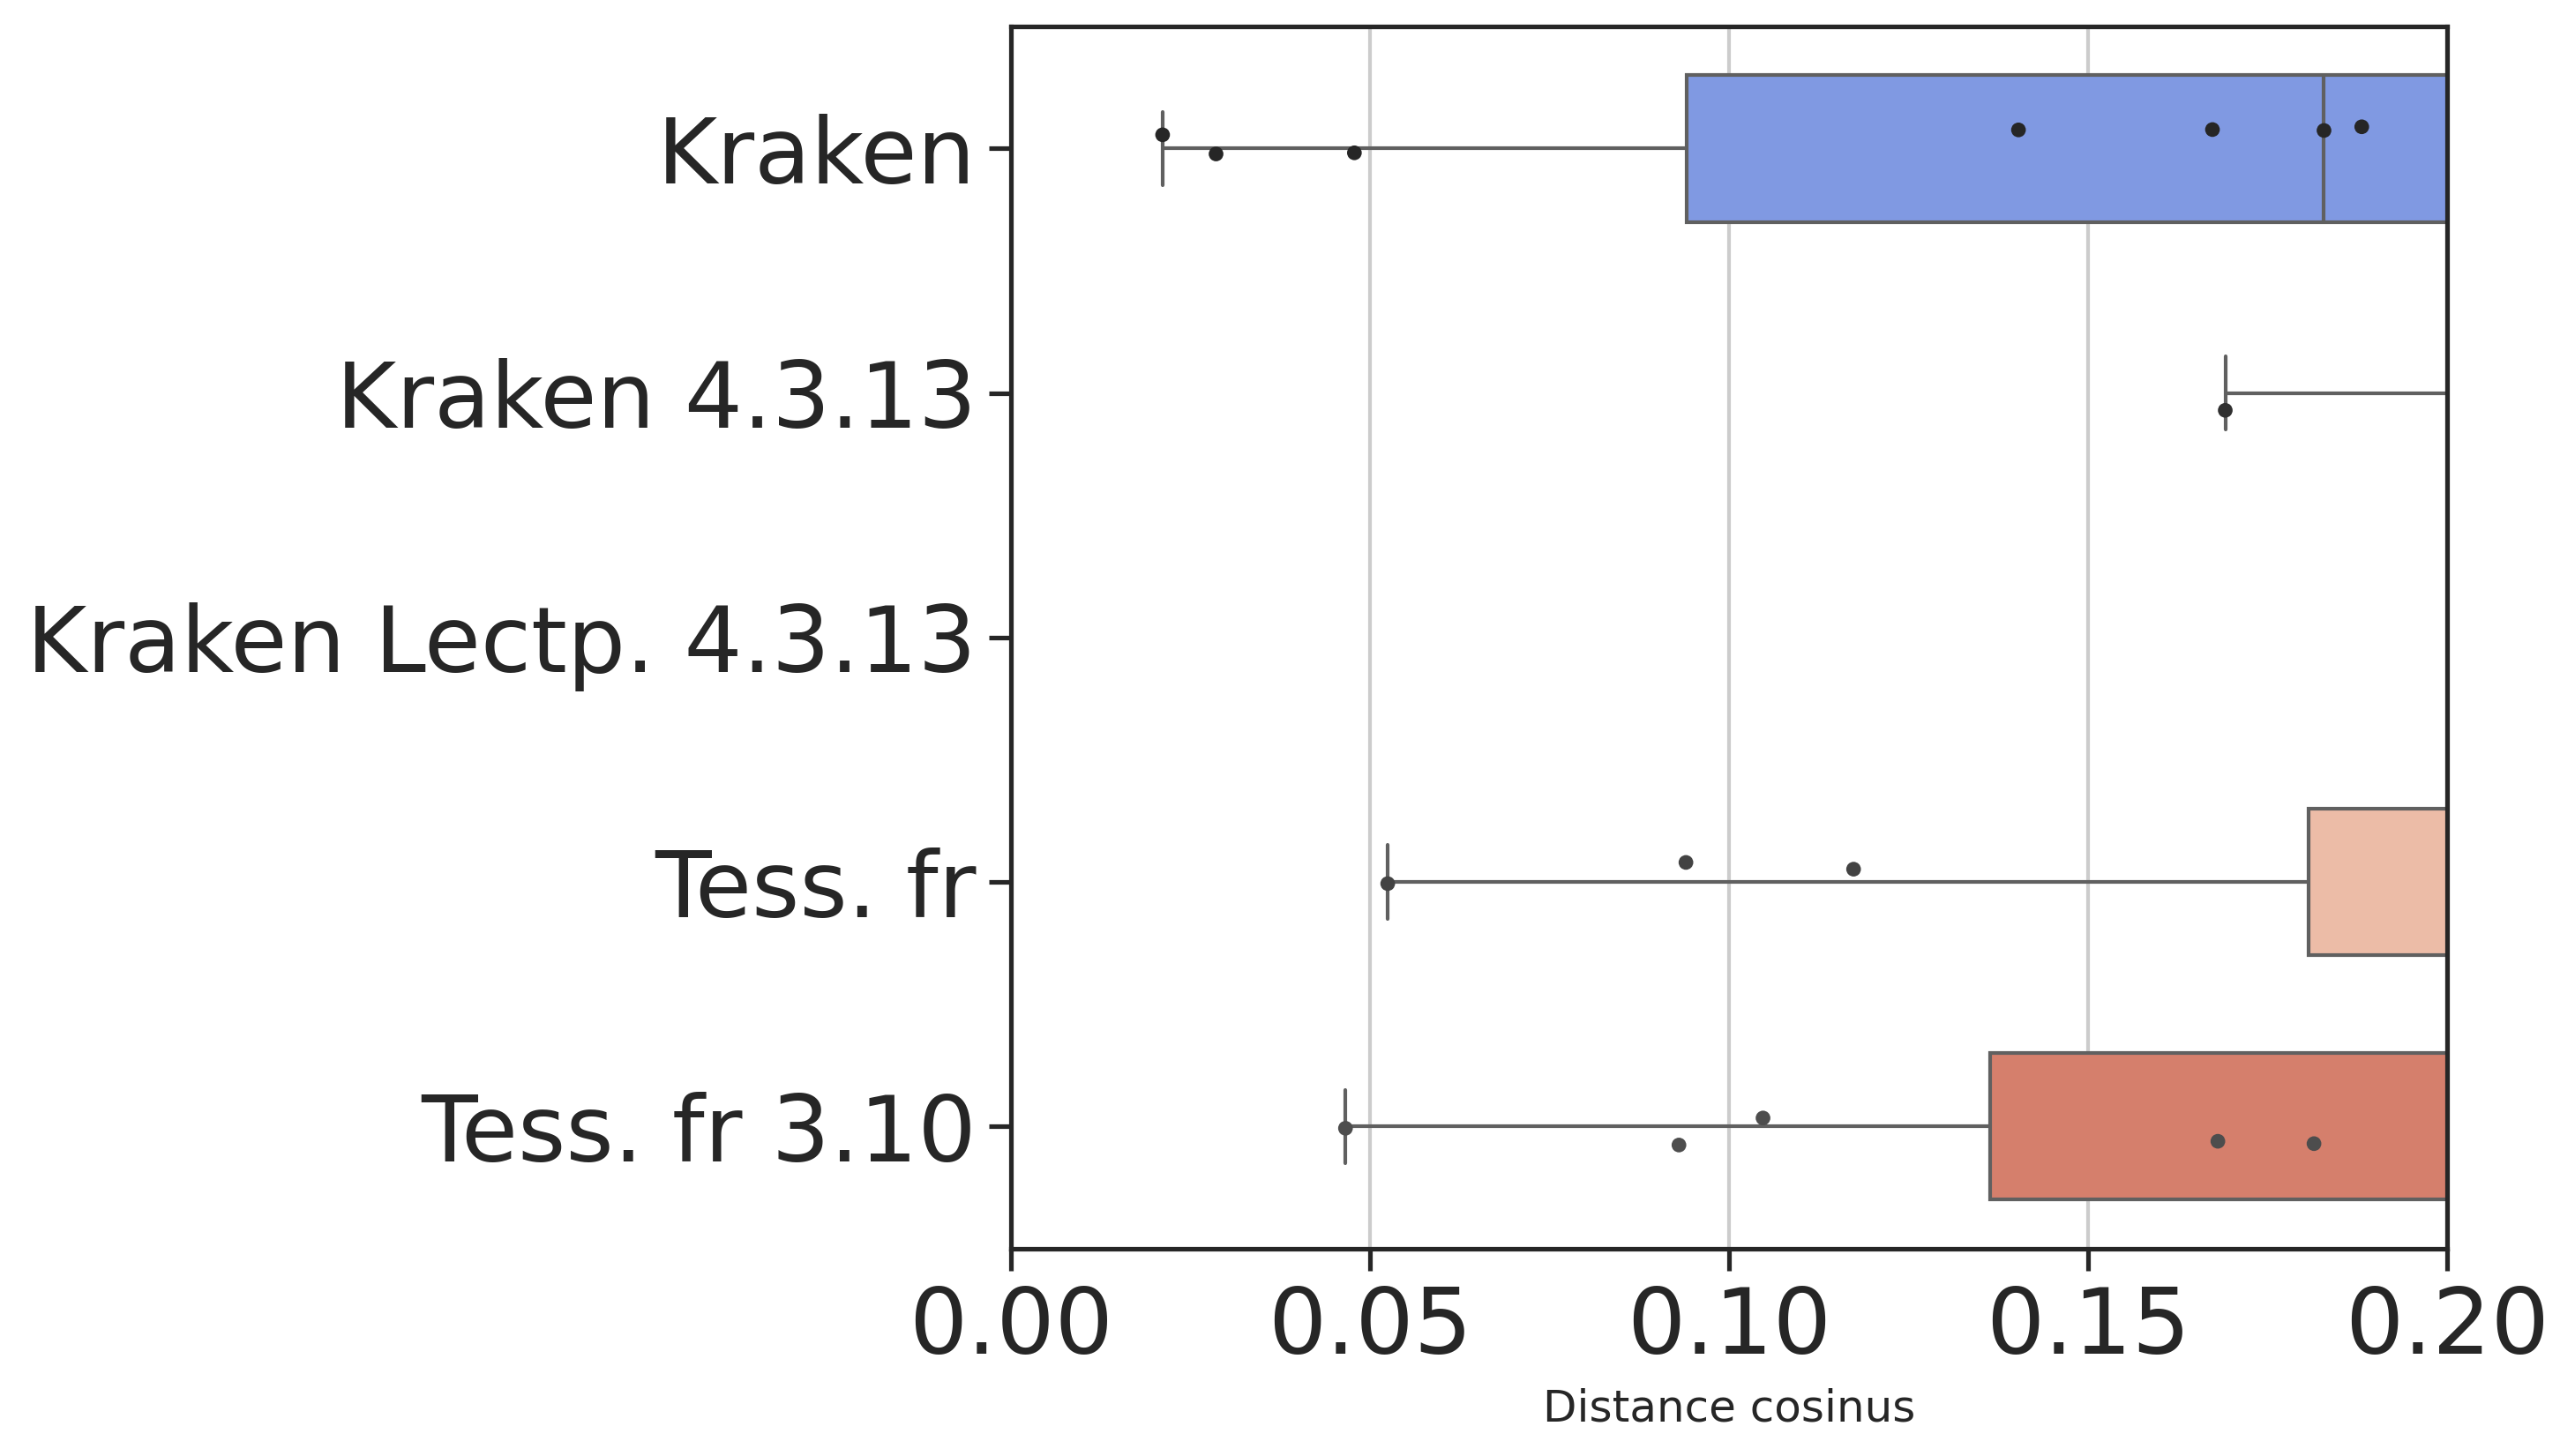 Kraken
Kraken 4.3.13
Kraken Lectp. 4.3.13
Tess. fr
Tess. fr 3.10
0.00 0.05 0.10 0.15 0.20
Distance cosinus